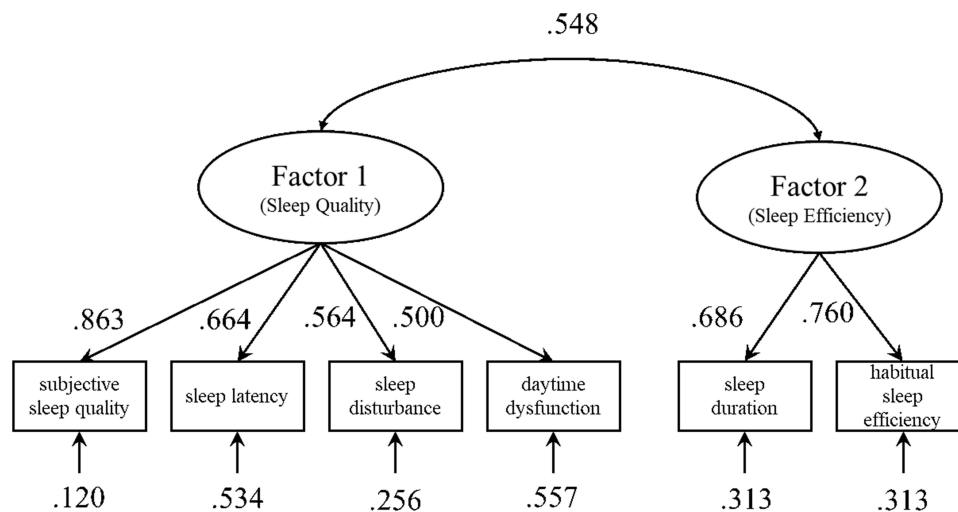 .548
Factor 1
(Sleep Quality)
Factor 2
(Sleep Efficiency)
.863
.664
.564
.500
.686
.760
subjective
sleep quality
sleep latency
sleep
disturbance
daytime
dysfunction
sleep
duration
habitual
sleep
efficiency
.120
.534
.256
.557
.313
.313